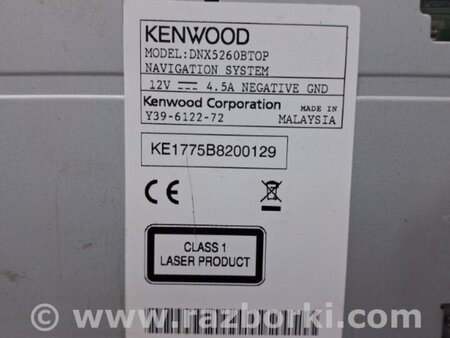 KENWOOD
MODEL:DNX5260BTOP
NAVIGATION SYSTEM
12V ⎓ 4.5A NEGATIVE GND
Kenwood Corporation
MADE IN
Y39-6122-72
MALAYSIA
KE1775B8200129
CE
CLASS 1
LASER PRODUCT
© www.razborki.com